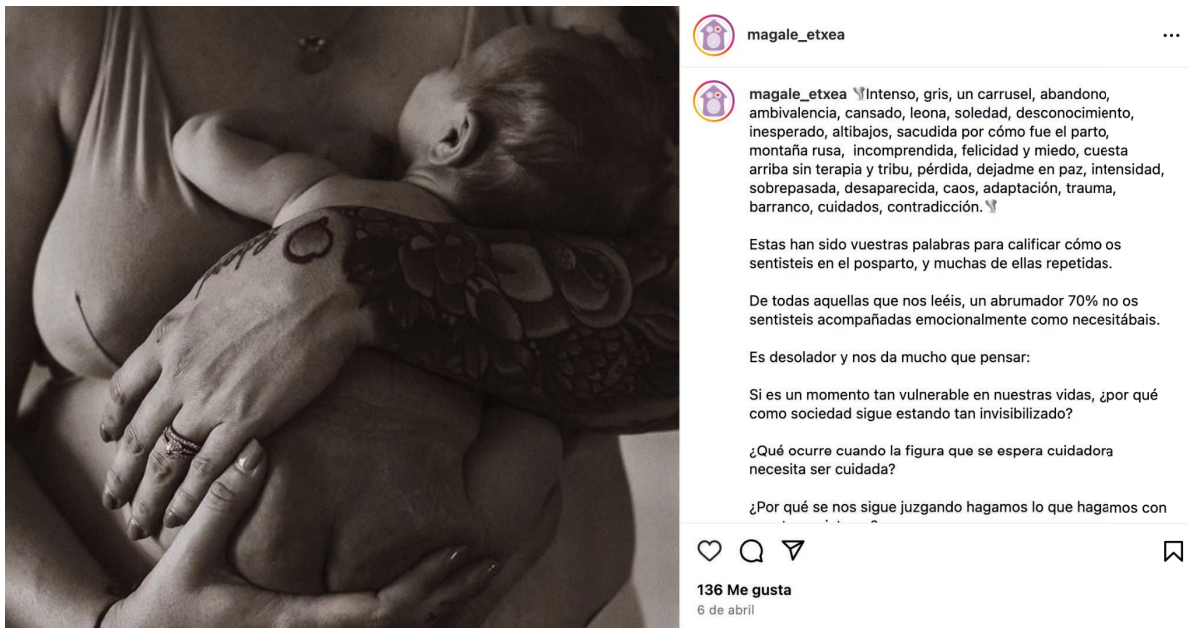 magale_etxea
magale_etxea Intenso, gris, un carrusel, abandono,
ambivalencia, cansado, leona, soledad, desconocimiento,
inesperado, altibajos, sacudida por cómo fue el parto,
montaña rusa, incomprendida, felicidad y miedo, cuesta
arriba sin terapia y tribu, pérdida, dejadme en paz, intensidad,
sobrepasada, desaparecida, caos, adaptación, trauma,
barranco, cuidados, contradicción.
Estas han sido vuestras palabras para calificar cómo os
sentisteis en el posparto, y muchas de ellas repetidas.
De todas aquellas que nos leéis, un abrumador 70% no os
sentisteis acompañadas emocionalmente como necesitábais.
Es desolador y nos da mucho que pensar:
Si es un momento tan vulnerable en nuestras vidas, ¿por qué
como sociedad sigue estando tan invisibilizado?
¿Qué ocurre cuando la figura que se espera cuidadora
necesita ser cuidada?
¿Por qué se nos sigue juzgando hagamos lo que hagamos con
136 Me gusta
6 de abril